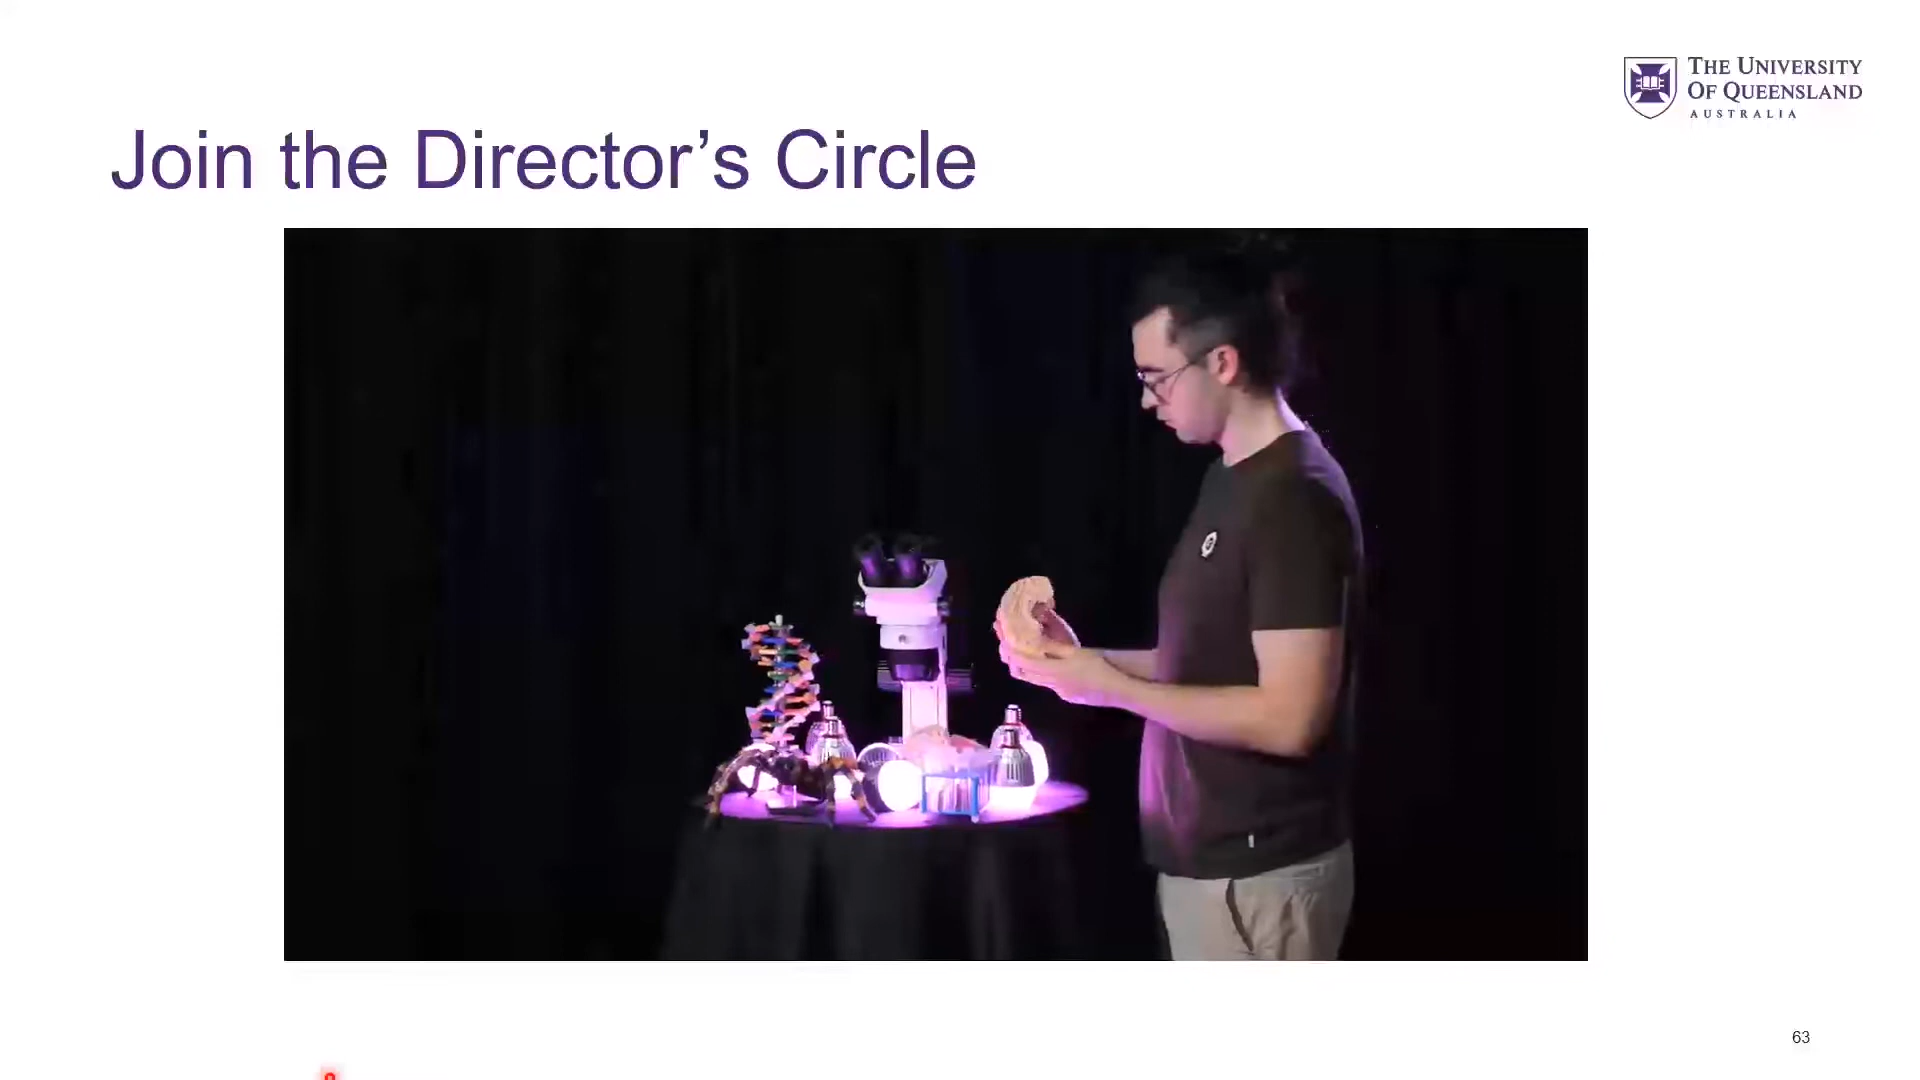 THE UNIVERSITY
OF QUEENSLAND
AUSTRALIA
Join the Director’s Circle
63